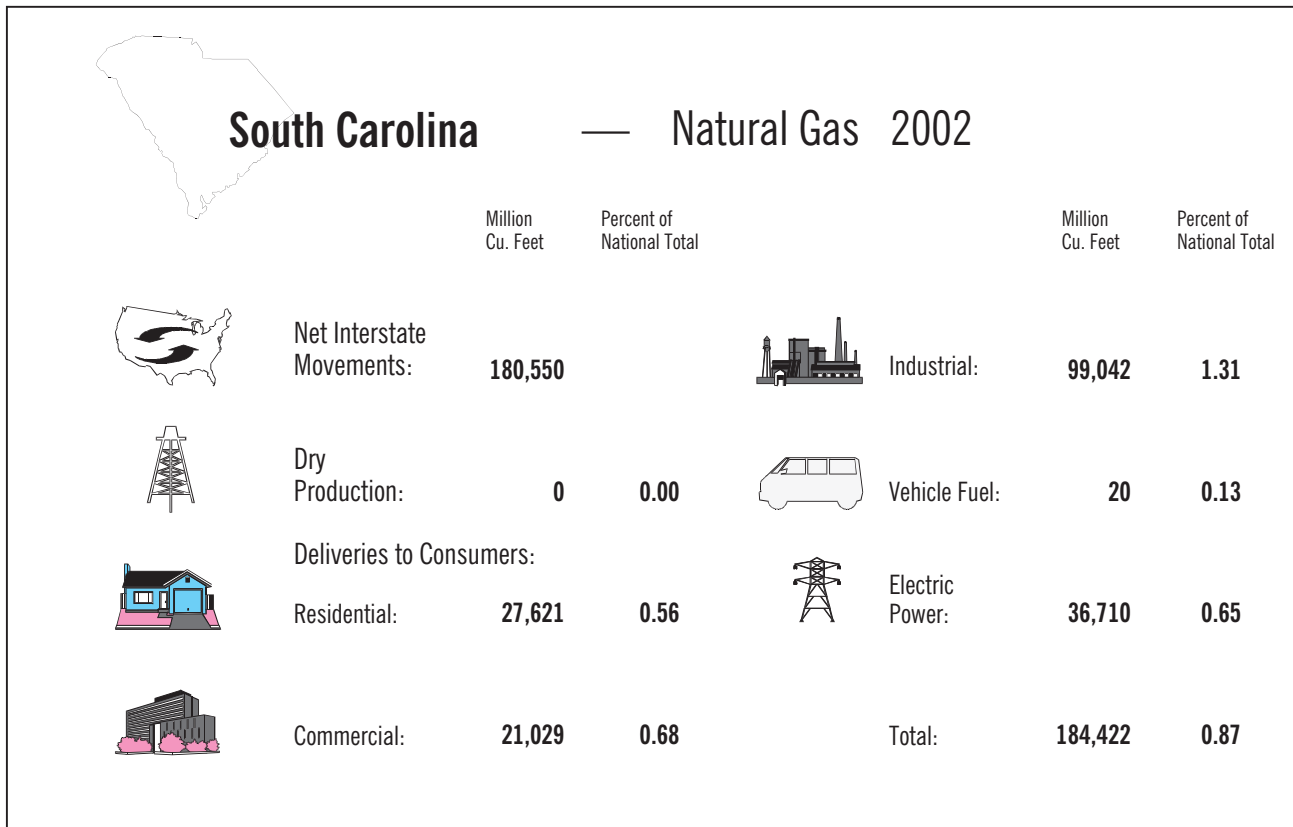 South Carolina — Natural Gas 2002
Million Cu. Feet
Percent of National Total
Million Cu. Feet
Percent of National Total
Net Interstate
Movements: 180,550
Dry
Production: 0 0.00
Deliveries to Consumers:
Residential: 27,621 0.56
Commercial: 21,029 0.68
Industrial: 99,042 1.31
Vehicle Fuel: 20 0.13
Electric
Power: 36,710 0.65
Total: 184,422 0.87